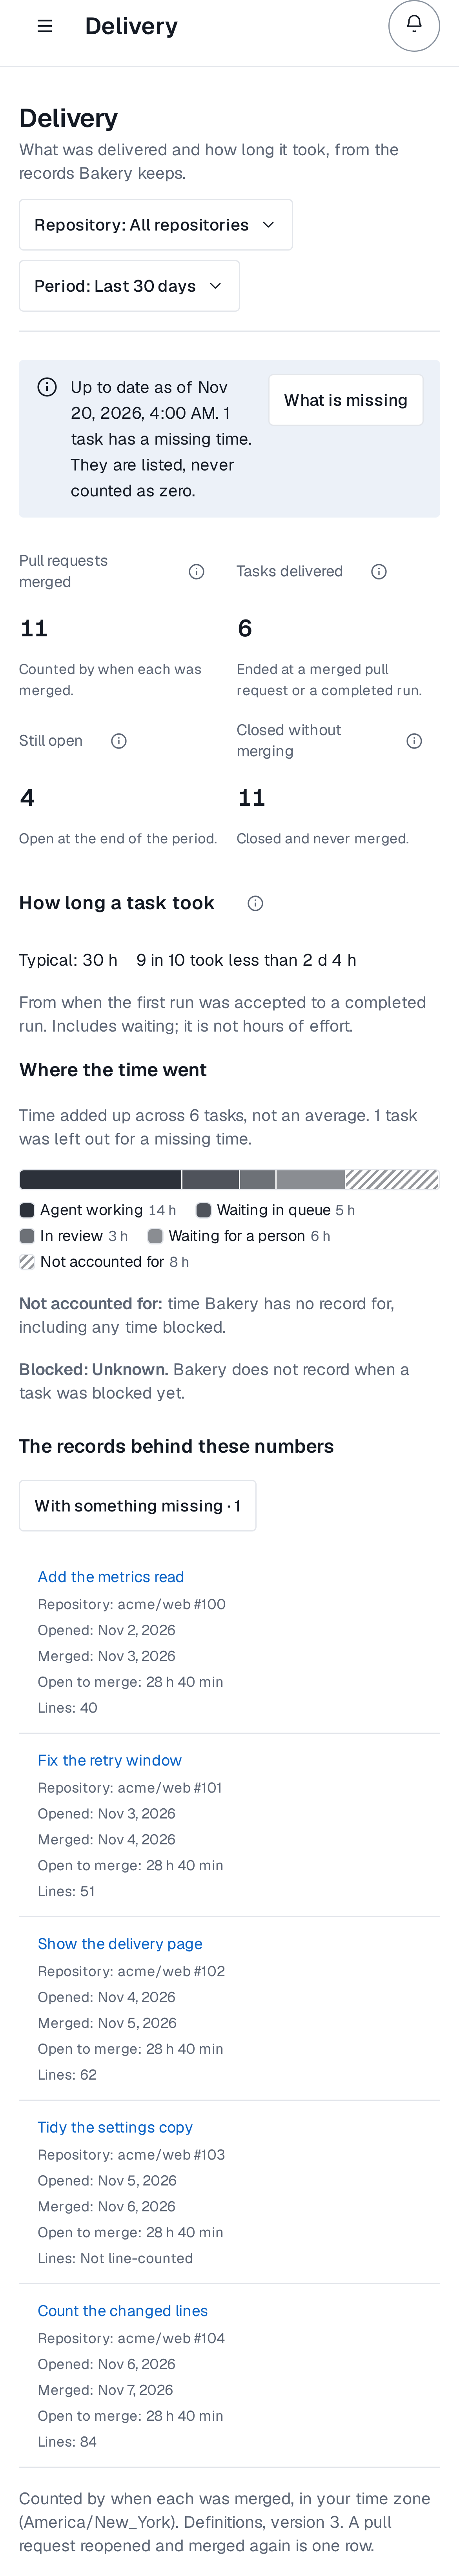 Delivery
Delivery
What was delivered and how long it took, from the
records Bakery keeps.
Repository: All repositories
Period: Last 30 days
Up to date as of Nov
20, 2026, 4:00 AM. 1
task has a missing time.
They are listed, never
counted as zero.
What is missing
Pull requests
merged
Tasks delivered
11
6
Counted by when each was
merged.
Ended at a merged pull
request or a completed run.
Still open
Closed without
merging
4
11
Open at the end of the period.
Closed and never merged.
How long a task took
Typical: 30 h 9 in 10 took less than 2 d 4 h
From when the first run was accepted to a completed
run. Includes waiting; it is not hours of effort.
Where the time went
Time added up across 6 tasks, not an average. 1 task
was left out for a missing time.
Agent working 14 h Waiting in queue 5 h
In review 3 h Waiting for a person 6 h
Not accounted for 8 h
Not accounted for: time Bakery has no record for,
including any time blocked.
Blocked: Unknown. Bakery does not record when a
task was blocked yet.
The records behind these numbers
With something missing · 1
Add the metrics read
Repository: acme/web #100
Opened: Nov 2, 2026
Merged: Nov 3, 2026
Open to merge: 28 h 40 min
Lines: 40
Fix the retry window
Repository: acme/web #101
Opened: Nov 3, 2026
Merged: Nov 4, 2026
Open to merge: 28 h 40 min
Lines: 51
Show the delivery page
Repository: acme/web #102
Opened: Nov 4, 2026
Merged: Nov 5, 2026
Open to merge: 28 h 40 min
Lines: 62
Tidy the settings copy
Repository: acme/web #103
Opened: Nov 5, 2026
Merged: Nov 6, 2026
Open to merge: 28 h 40 min
Lines: Not line-counted
Count the changed lines
Repository: acme/web #104
Opened: Nov 6, 2026
Merged: Nov 7, 2026
Open to merge: 28 h 40 min
Lines: 84
Counted by when each was merged, in your time zone
(America/New_York). Definitions, version 3. A pull
request reopened and merged again is one row.